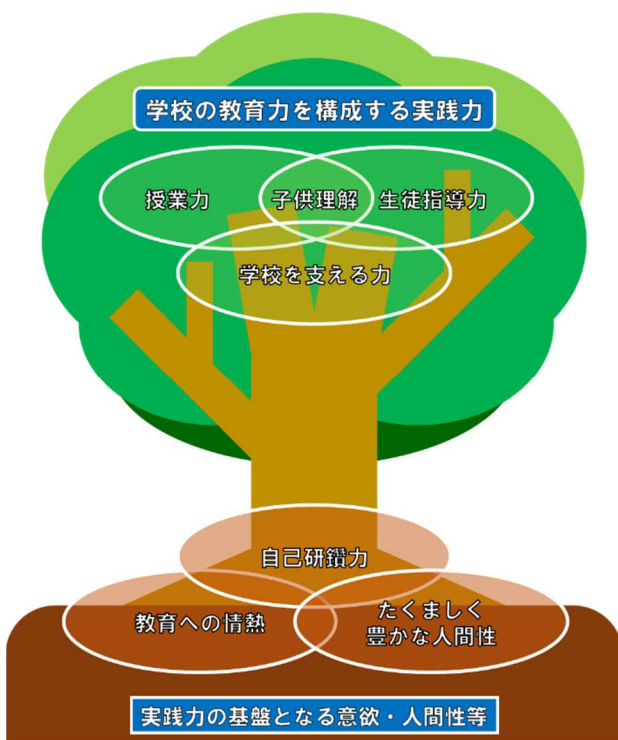 学校の教育力を構成する実践力
授業力
子供理解
生徒指導力
学校を支える力
自己研鑽力
教育への情熱
たくましく
豊かな人間性
実践力の基盤となる意欲・人間性等